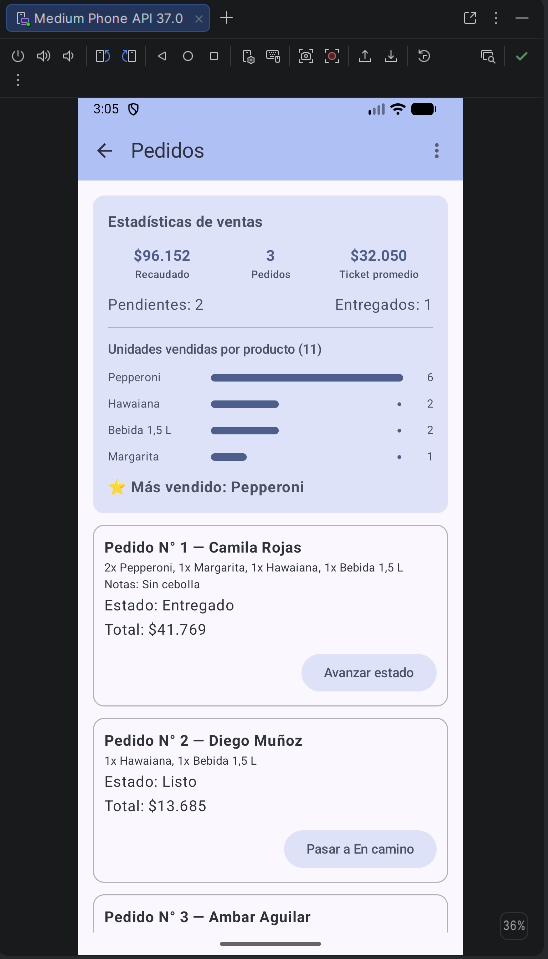 Medium Phone API 37.0
3:05
Pedidos
Estadísticas de ventas
$96.152 3 $32.050
Recaudado Pedidos Ticket promedio
Pendientes: 2 Entregados: 1
Unidades vendidas por producto (11)
Pepperoni 6
Hawaiana 2
Bebida 1,5 L 2
Margarita 1
⭐ Más vendido: Pepperoni
Pedido N° 1 — Camila Rojas
2x Pepperoni, 1x Margarita, 1x Hawaiana, 1x Bebida 1,5 L
Notas: Sin cebolla
Estado: Entregado
Total: $41.769
Avanzar estado
Pedido N° 2 — Diego Muñoz
1x Hawaiana, 1x Bebida 1,5 L
Estado: Listo
Total: $13.685
Pasar a En camino
Pedido N° 3 — Ambar Aguilar
36%